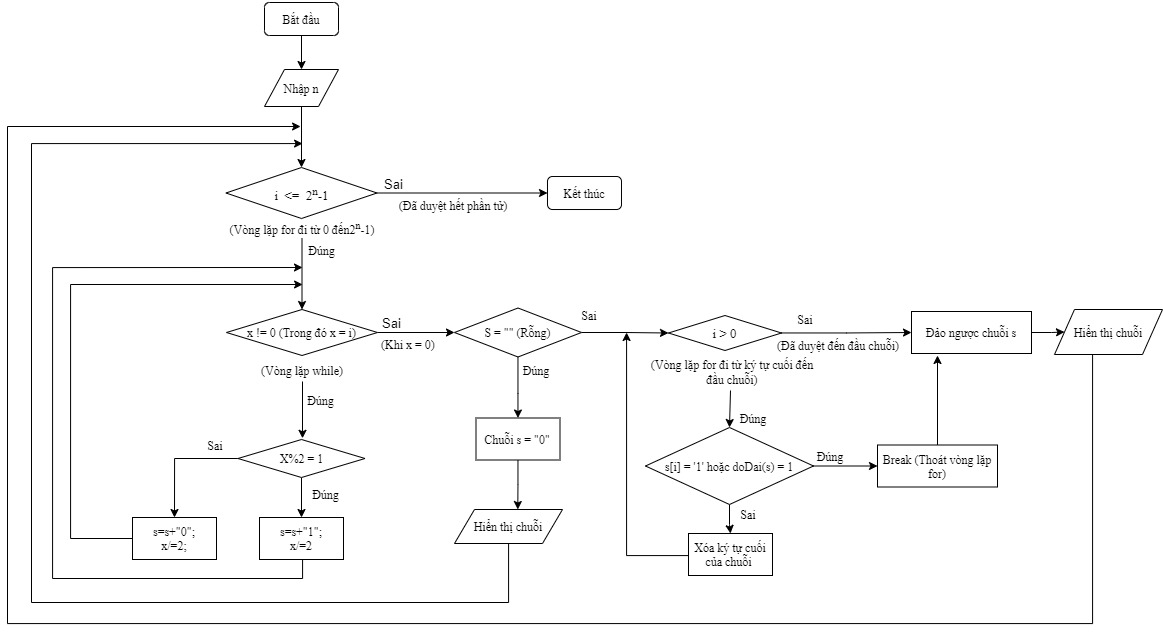 Bắt đầu
Nhập n
i <= 2ⁿ-1
Sai
(Đã duyệt hết phần tử)
Kết thúc
(Vòng lặp for đi từ 0 đến2ⁿ-1)
Đúng
x != 0 (Trong đó x = i)
Sai
(Khi x = 0)
S = "" (Rỗng)
Sai
i > 0
Sai
(Đã duyệt đến đầu chuỗi)
Đảo ngược chuỗi s
Hiển thị chuỗi
(Vòng lặp while)
Đúng
Đúng
(Vòng lặp for đi từ ký tự cuối đến
đầu chuỗi)
Đúng
X%2 = 1
Sai
Đúng
Chuỗi s = "0"
s[i] = '1' hoặc doDai(s) = 1
Đúng
Break (Thoát vòng lặp
for)
Sai
s=s+"0";
x/=2;
s=s+"1";
x/=2
Hiển thị chuỗi
Xóa ký tự cuối
của chuỗi